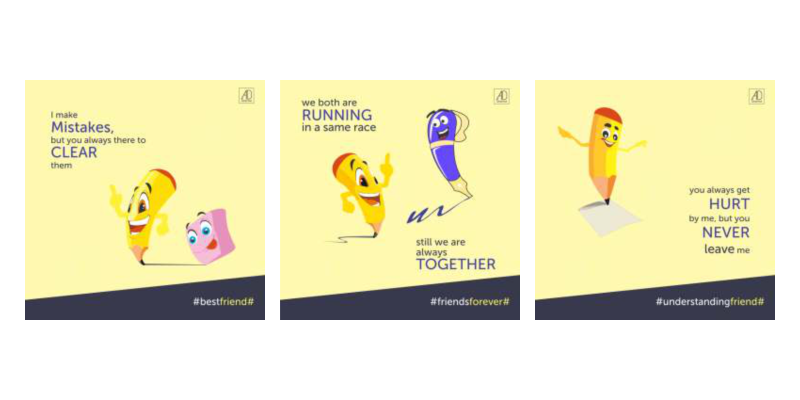 I make
Mistakes,
but you always there to
CLEAR
them
#bestfriend#
we both are
RUNNING
in a same race
still we are
always
TOGETHER
#friendsforever#
you always get
HURT
by me, but you
NEVER
leave me
#understandingfriend#